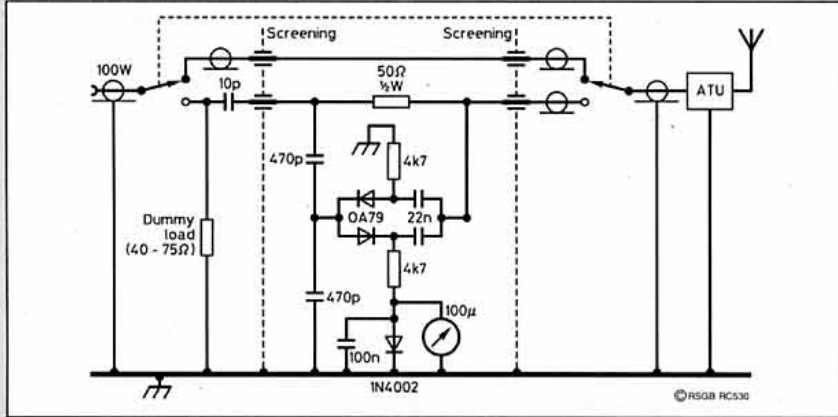 Screening
Screening
100W
10p
50Ω
½W
ATU
470p
4k7
OA79
22n
Dummy
load
(40 - 75Ω)
4k7
470p
100μ
100n
1N4002
©RSGB RC530